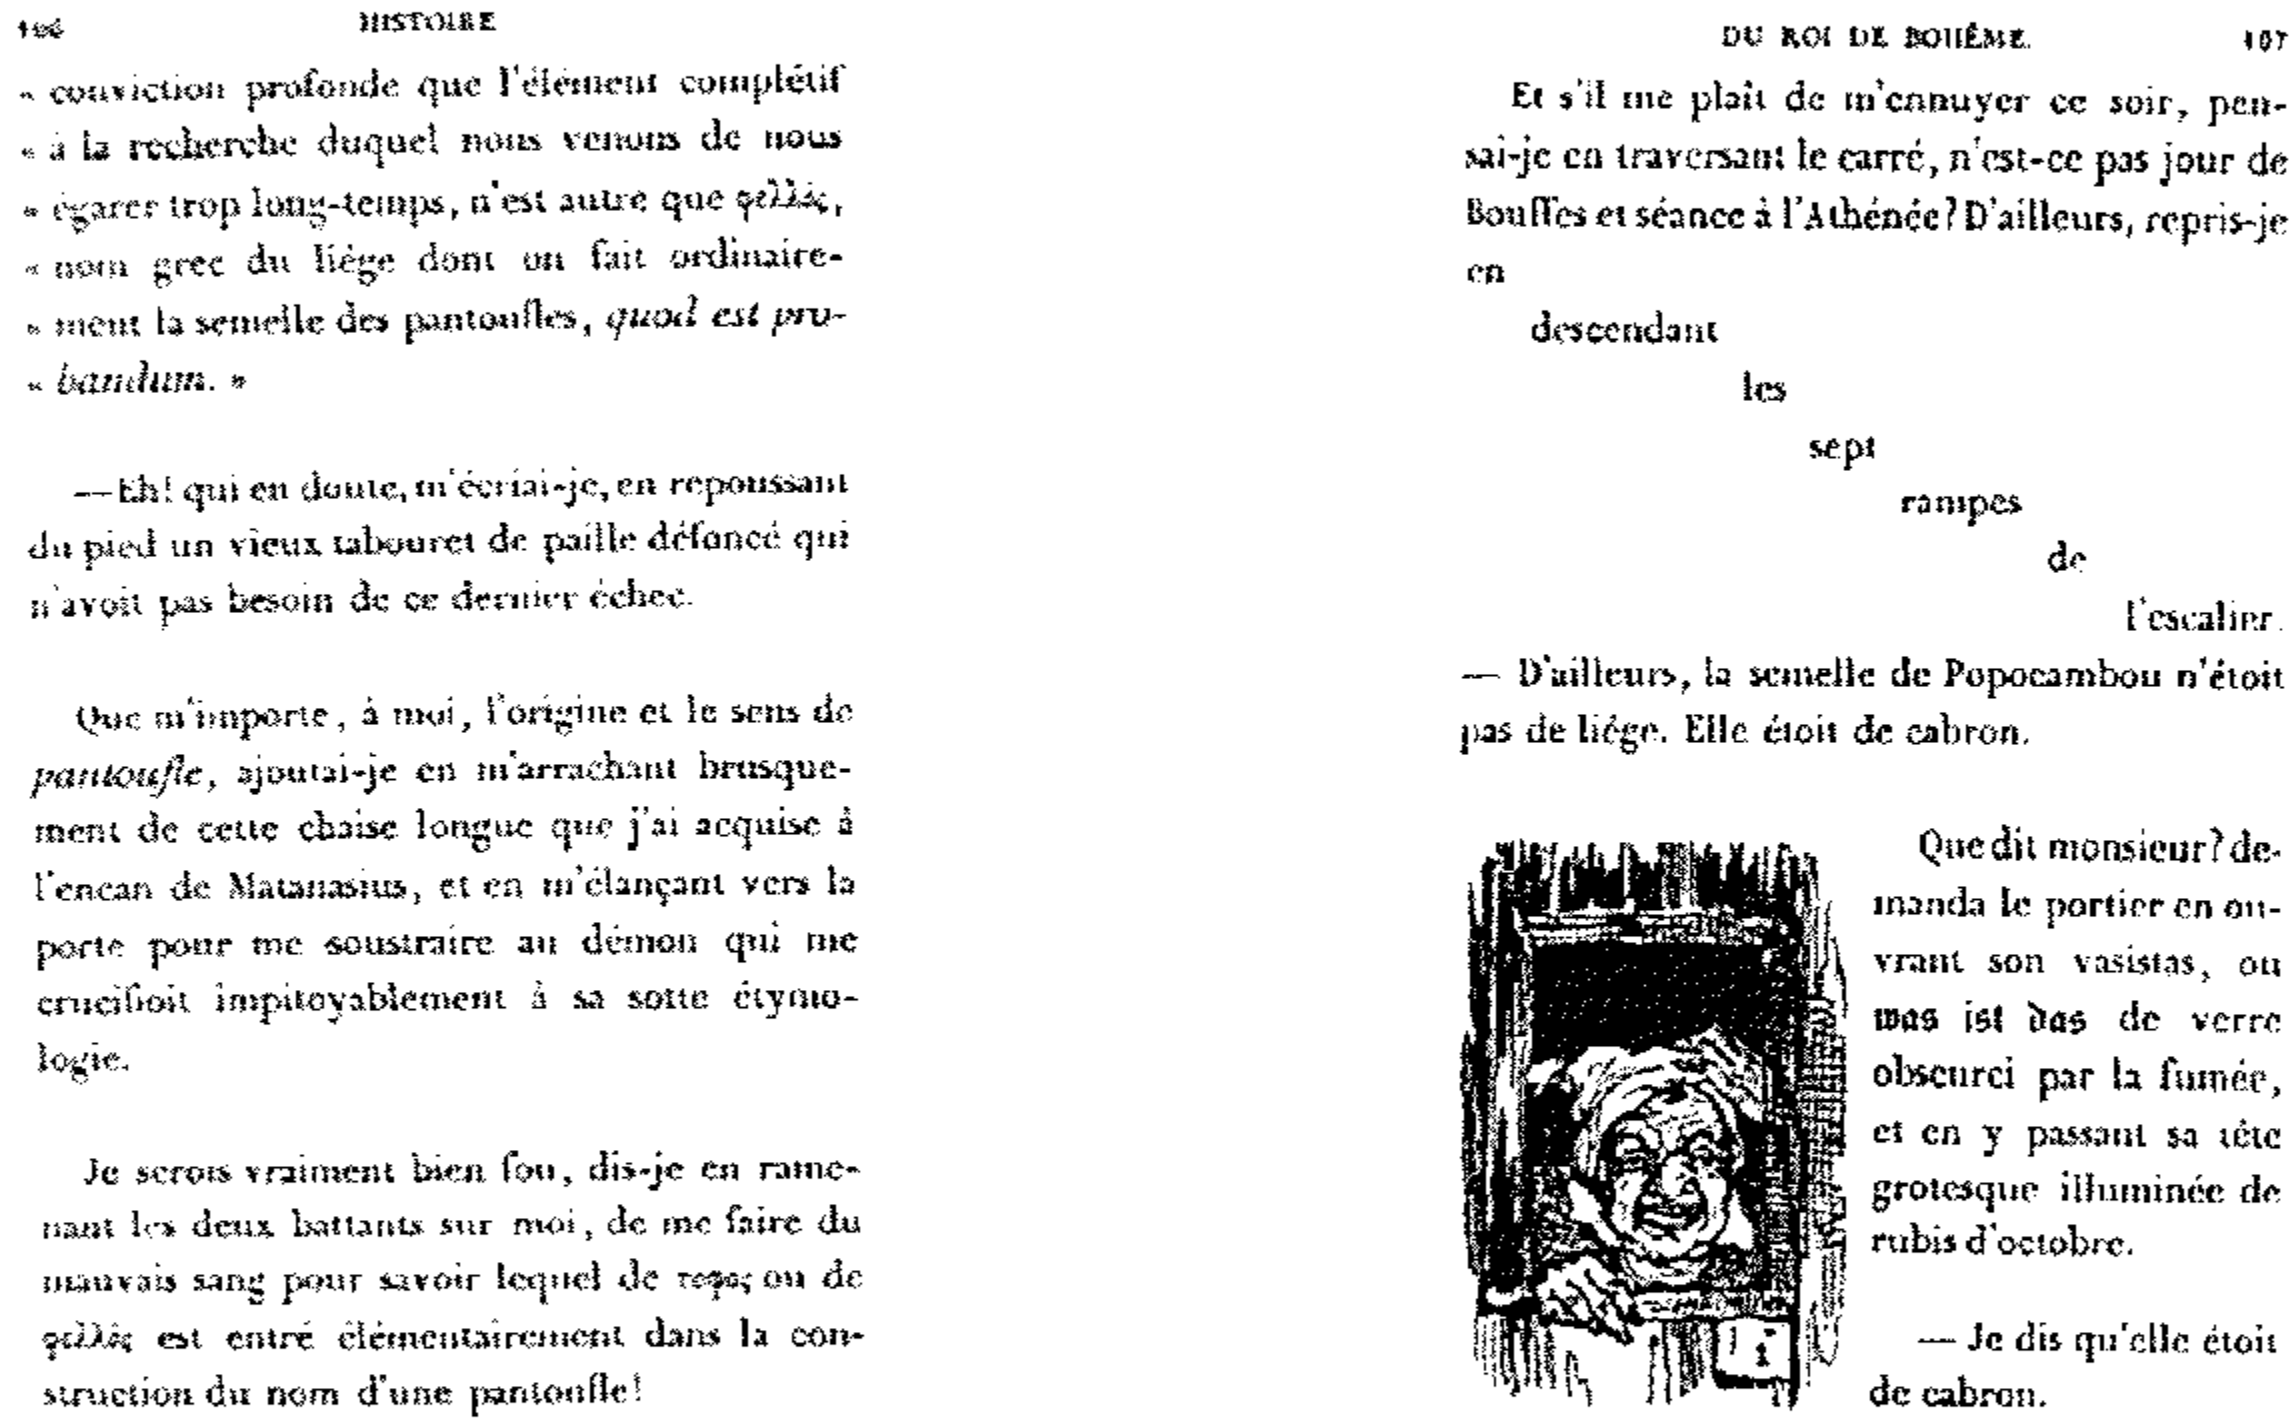 106 HISTOIRE
« conviction profonde que l'élément complétif
« à la recherche duquel nous venons de nous
« égarer trop long-temps, n'est autre que φελλὸς,
« nom grec du liège dont on fait ordinaire-
« ment la semelle des pantoufles, quod est pro-
« bandum. »
—Eh! qui en doute, m'écriai-je, en repoussant
du pied un vieux tabouret de paille défoncé qui
n'avoit pas besoin de ce dernier échec.
Que m'importe, à moi, l'origine et le sens de
pantoufle, ajoutai-je en m'arrachant brusque-
ment de cette chaise longue que j'ai acquise à
l'encan de Matanasius, et en m'élançant vers la
porte pour me soustraire au démon qui me
crucifioit impitoyablement à sa sotte étymo-
logie.
Je serois vraiment bien fou, dis-je en rame-
nant les deux battants sur moi, de me faire du
mauvais sang pour savoir lequel de ou de
φελλὸς est entré élémentairement dans la con-
struction du nom d'une pantoufle!
DU ROI DE BOHÊME. 107
Et s'il me plaît de m'ennuyer ce soir, pen-
sai-je en traversant le carré, n'est-ce pas jour de
Bouffes et séance à l'Athénée? D'ailleurs, repris-je
en
descendant
les
sept
rampes
de
l'escalier.
— D'ailleurs, la semelle de Popocambou n'étoit
pas de liége. Elle étoit de cabron.
Que dit monsieur? de-
manda le portier en ou-
vrant son vasistas, ou
was ist das de verre
obscurci par la fumée,
et en y passant sa tête
grotesque illuminée de
rubis d'octobre.
— Je dis qu'elle étoit
de cabron.
1